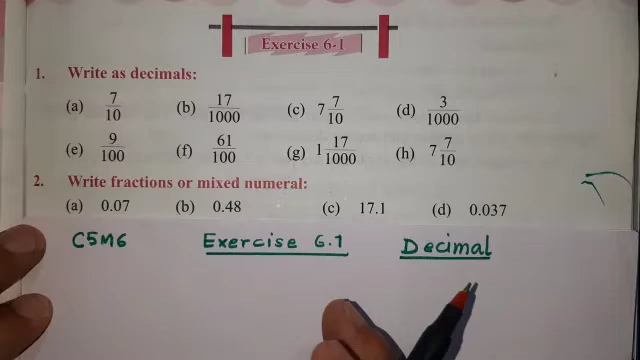 Exercise 6-1
1. Write as decimals:
(a) 7/10 (b) 17/1000 (c) 7 7/10 (d) 3/1000
(e) 9/100 (f) 61/100 (g) 1 17/1000 (h) 7 7/10
2. Write fractions or mixed numeral:
(a) 0.07 (b) 0.48 (c) 17.1 (d) 0.037
C5M6 Exercise 6.1 Decimal